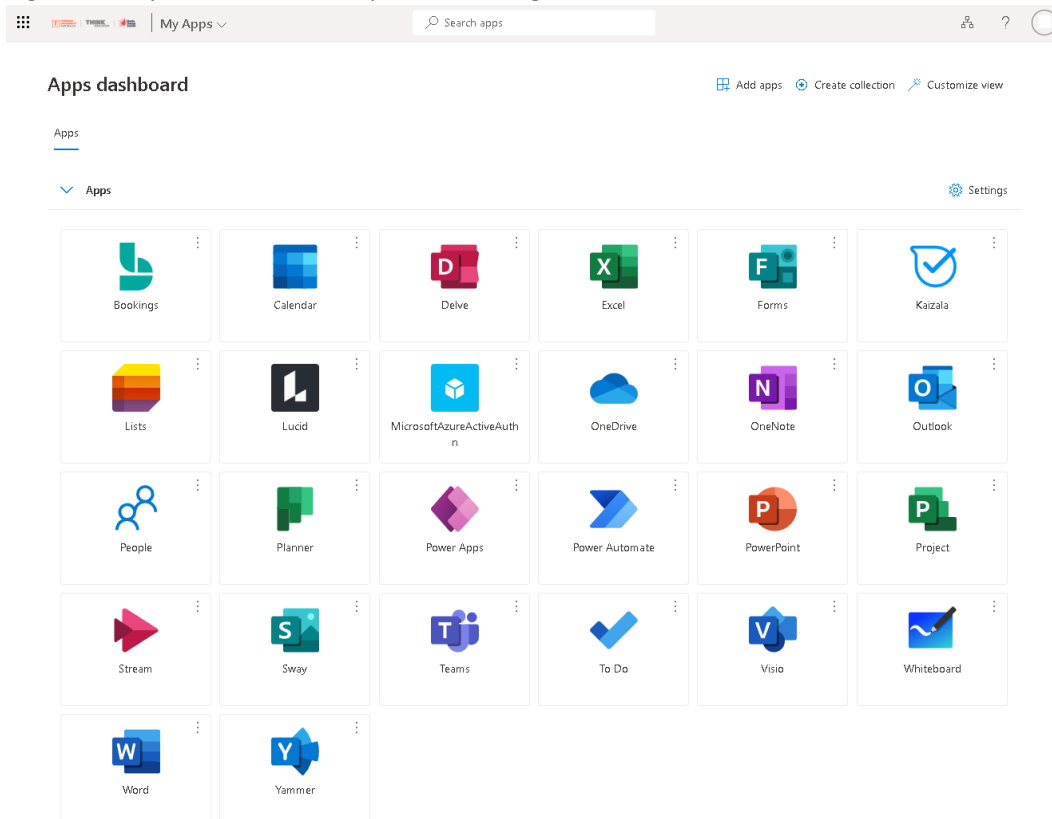 My Apps
Search apps
?
Apps dashboard
Add apps
Create collection
Customize view
Apps
Apps
Settings
Bookings
Calendar
D
Delve
X
Excel
F
Forms
Kaizala
Lists
L
Lucid
MicrosoftAzureActiveAuth
n
OneDrive
N
OneNote
O
Outlook
People
Planner
Power Apps
Power Automate
P
PowerPoint
P
Project
Stream
S
Sway
T
Teams
To Do
V
Visio
Whiteboard
W
Word
Y
Yammer